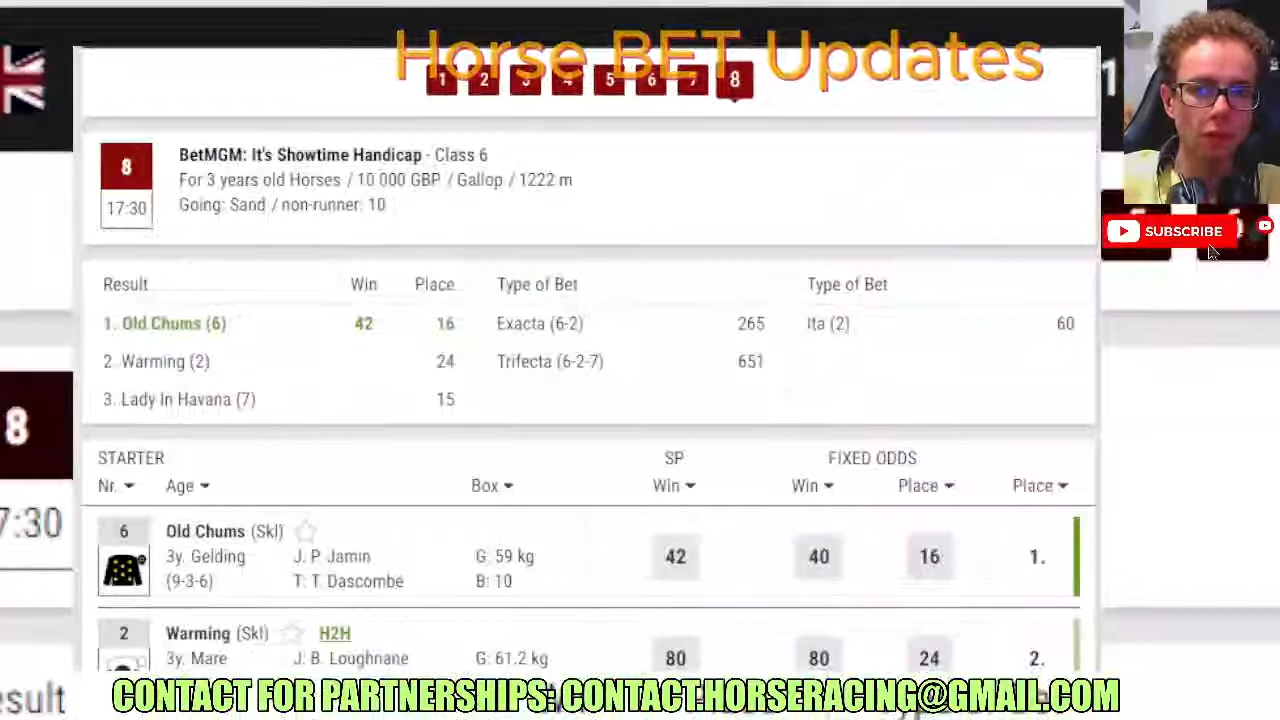 Horse BET Updates
1 2 3 4 5 6 7 8
8
17:30
BetMGM: It's Showtime Handicap - Class 6
For 3 years old Horses / 10 000 GBP / Gallop / 1222 m
Going: Sand / non-runner: 10
SUBSCRIBE
Result Win Place Type of Bet Type of Bet
1. Old Chums (6) 42 16 Exacta (6-2) 265 Ita (2) 60
2. Warming (2) 24 Trifecta (6-2-7) 651
3. Lady In Havana (7) 15
8
7:30
STARTER SP FIXED ODDS
Nr. Age Box Win Win Place Place
6 Old Chums (Skl)
3y. Gelding J. P Jamin G: 59 kg 42 40 16 1.
(9-3-6) T: T. Dascombe B: 10
2 Warming (Skl) H2H
3y. Mare J: B. Loughnane G: 61.2 kg 80 80 24 2.
esult
CONTACT FOR PARTNERSHIPS: CONTACT.HORSERACING@GMAIL.COM